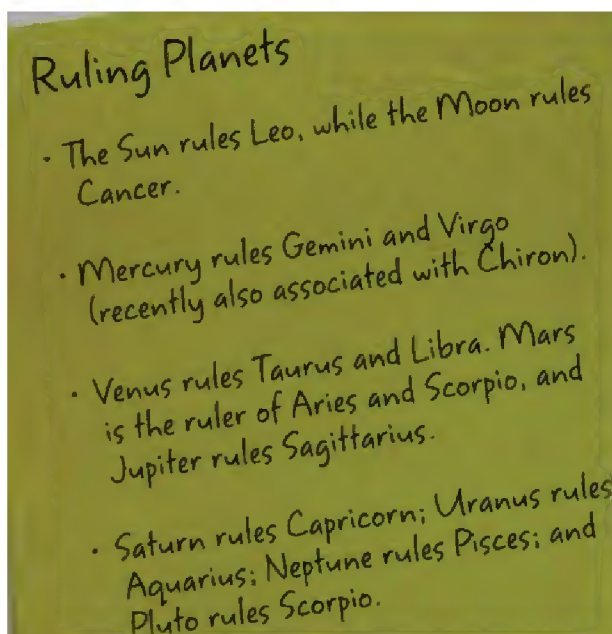 Ruling Planets
• The Sun rules Leo, while the Moon rules
Cancer.
• Mercury rules Gemini and Virgo
(recently also associated with Chiron).
• Venus rules Taurus and Libra. Mars
is the ruler of Aries and Scorpio, and
Jupiter rules Sagittarius.
• Saturn rules Capricorn; Uranus rules
Aquarius; Neptune rules Pisces; and
Pluto rules Scorpio.